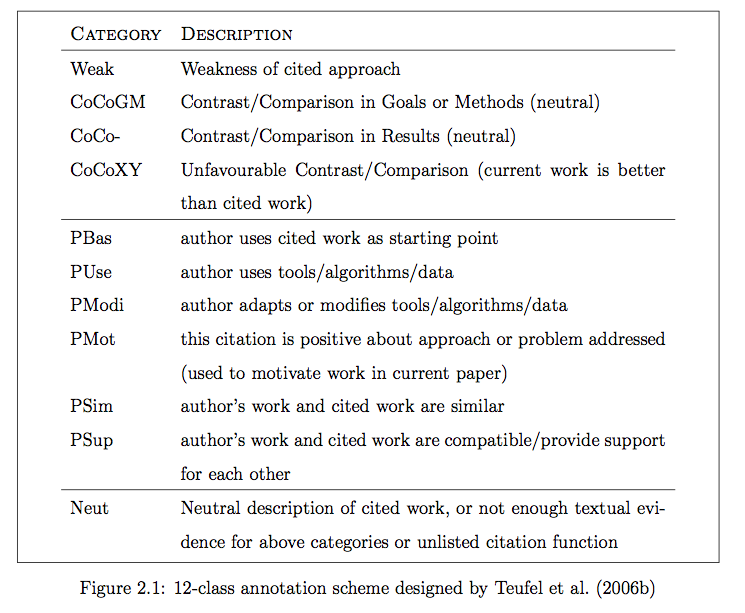 CATEGORY DESCRIPTION
Weak Weakness of cited approach
CoCoGM Contrast/Comparison in Goals or Methods (neutral)
CoCo- Contrast/Comparison in Results (neutral)
CoCoXY Unfavourable Contrast/Comparison (current work is better
than cited work)
PBas author uses cited work as starting point
PUse author uses tools/algorithms/data
PModi author adapts or modifies tools/algorithms/data
PMot this citation is positive about approach or problem addressed
(used to motivate work in current paper)
PSim author's work and cited work are similar
PSup author's work and cited work are compatible/provide support
for each other
Neut Neutral description of cited work, or not enough textual evi-
dence for above categories or unlisted citation function
Figure 2.1: 12-class annotation scheme designed by Teufel et al. (2006b)